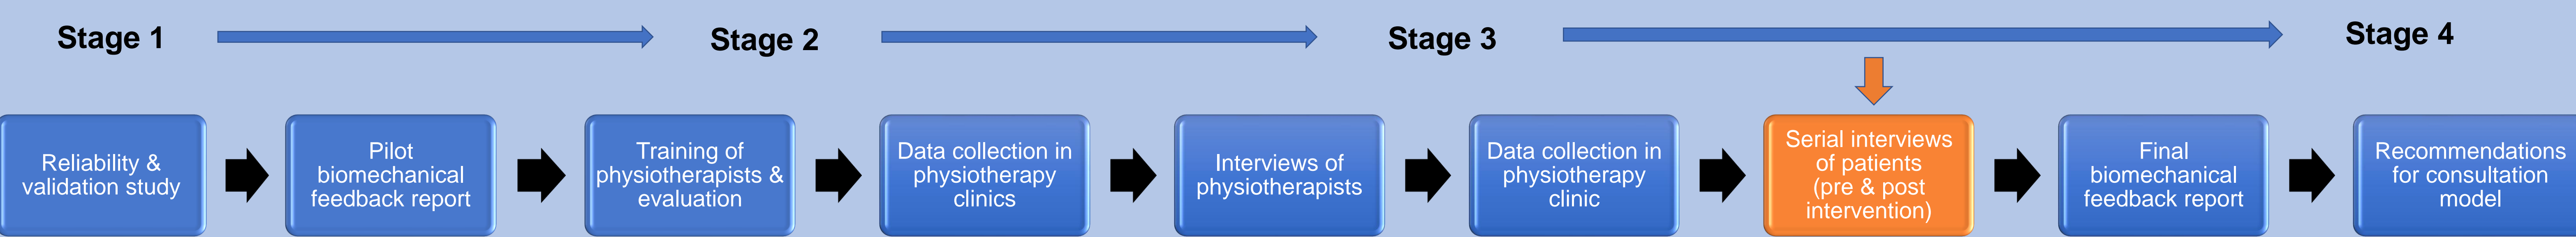 Stage 1
Stage 2
Stage 3
Stage 4
Reliability &
validation study
Pilot
biomechanical
feedback report
Training of
physiotherapists &
evaluation
Data collection in
physiotherapy
clinics
Interviews of
physiotherapists
Data collection in
physiotherapy
clinic
Serial interviews
of patients
(pre & post
intervention)
Final
biomechanical
feedback report
Recommendations
for consultation
model